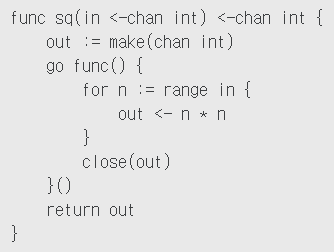 func sq(in <-chan int) <-chan int {
    out := make(chan int)
    go func() {
        for n := range in {
            out <- n * n
        }
        close(out)
    }()
    return out
}